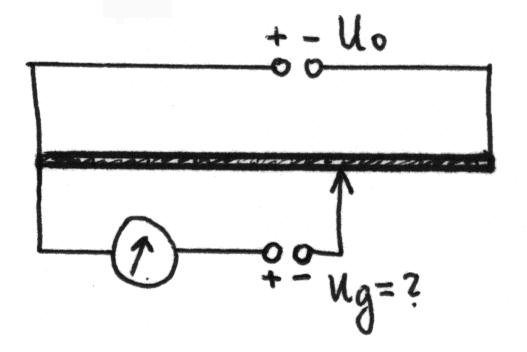 + - U₀
+ - Ug=?